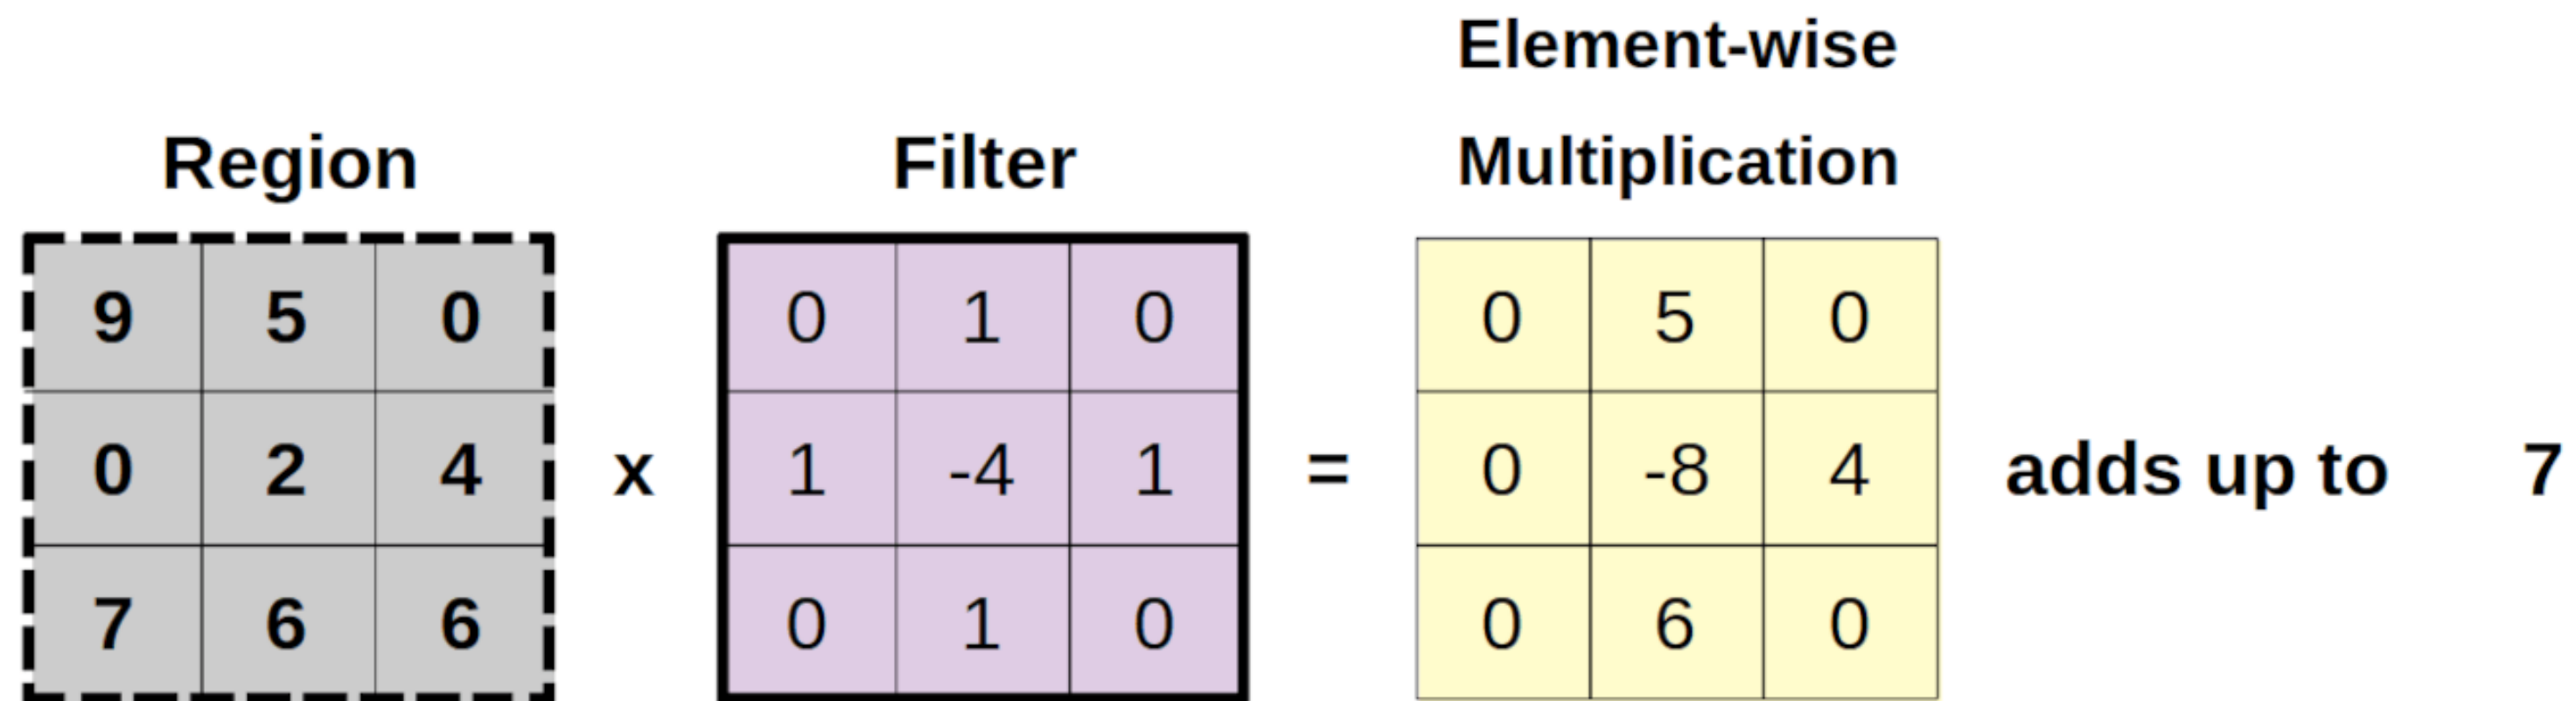 Element-wise
Region Filter Multiplication
9 5 0 0 1 0 0 5 0
0 2 4 x 1 -4 1 = 0 -8 4 adds up to 7
7 6 6 0 1 0 0 6 0